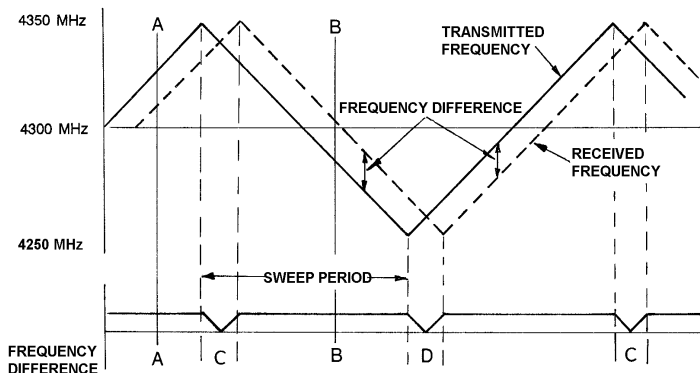 4350 MHz
A
B
TRANSMITTED
FREQUENCY
FREQUENCY DIFFERENCE
4300 MHz
RECEIVED
FREQUENCY
4250 MHz
SWEEP PERIOD
FREQUENCY
DIFFERENCE
A
C
B
D
C